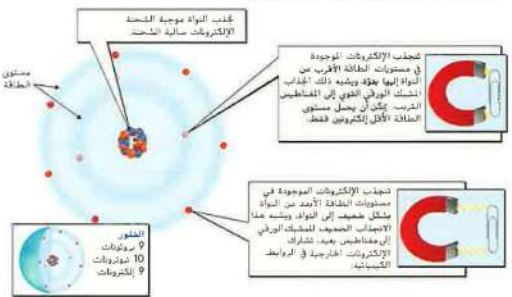 تجذب النواة موجبة الشحنة
الإلكترونات سالبة الشحنة.
مستوى
الطاقة
تنجذب الإلكترونات الموجودة
في مستويات الطاقة الأقرب من
النواة إليها بقوة. ويشبه ذلك انجذاب
المشبك الورقي القوي إلى المغناطيس
القريب. يمكن أن يحمل مستوى
الطاقة الأقل إلكترونين فقط.
تنجذب الإلكترونات الموجودة في
مستويات الطاقة الأبعد عن النواة
بشكل ضعيف إلى النواة. ويشبه هذا
الانجذاب الضعيف للمشبك الورقي
إلى مغناطيس بعيد. تشارك
الإلكترونات الخارجية في الروابط
الكيميائية.
الفلور
9 بروتونات
10 نيوترونات
9 إلكترونات